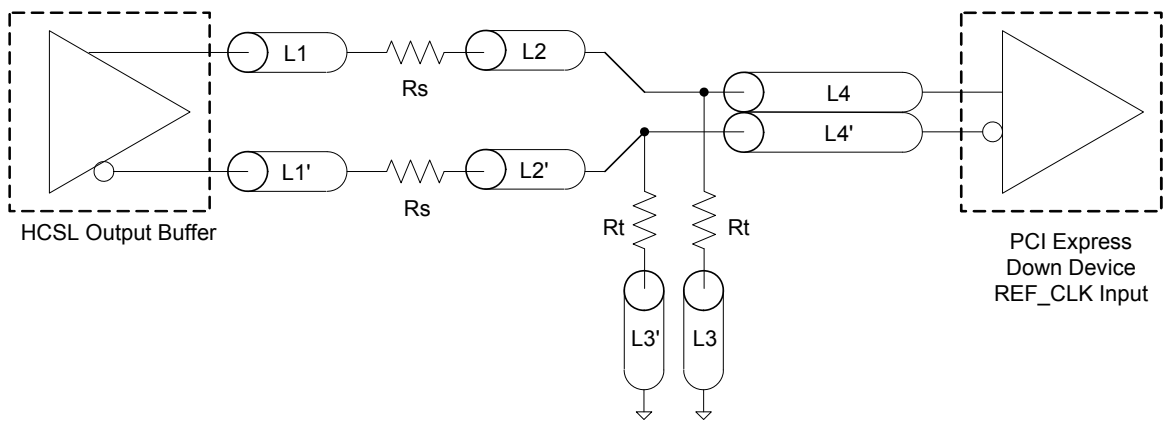 L1
Rs
L2
L4
L4'
L1'
Rs
L2'
HCSL Output Buffer
Rt
Rt
L3'
L3
PCI Express
Down Device
REF_CLK Input